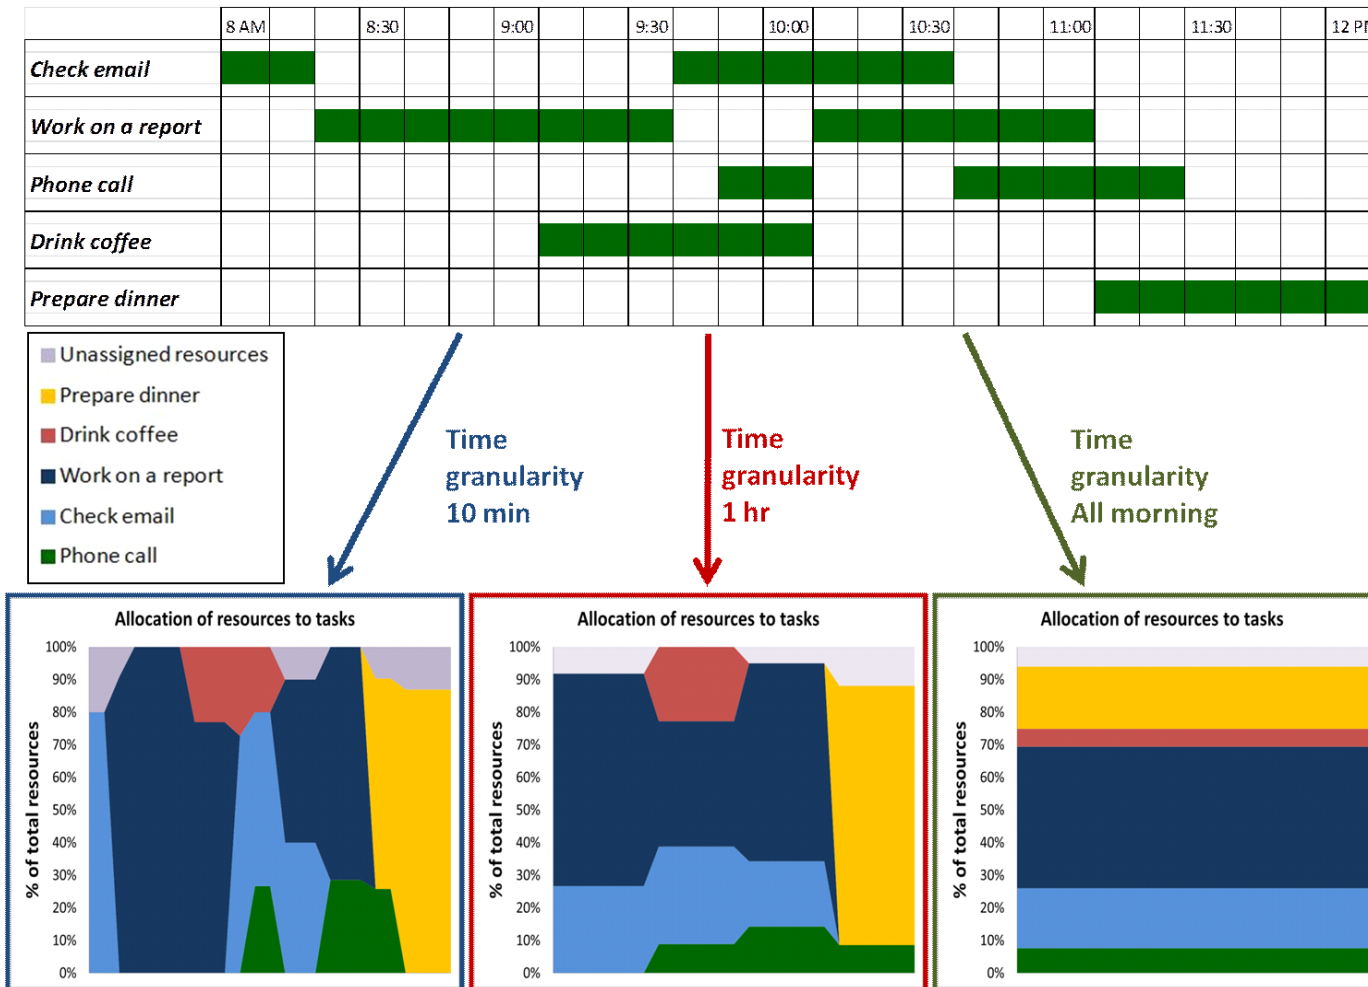 8 AM 8:30 9:00 9:30 10:00 10:30 11:00 11:30 12 PM
Check email
Work on a report
Phone call
Drink coffee
Prepare dinner
Unassigned resources
Prepare dinner
Drink coffee
Work on a report
Check email
Phone call
Time
granularity
10 min
Time
granularity
1 hr
Time
granularity
All morning
Allocation of resources to tasks
% of total resources
100%
90%
80%
70%
60%
50%
40%
30%
20%
10%
0%
Allocation of resources to tasks
% of total resources
100%
90%
80%
70%
60%
50%
40%
30%
20%
10%
0%
Allocation of resources to tasks
% of total resources
100%
90%
80%
70%
60%
50%
40%
30%
20%
10%
0%